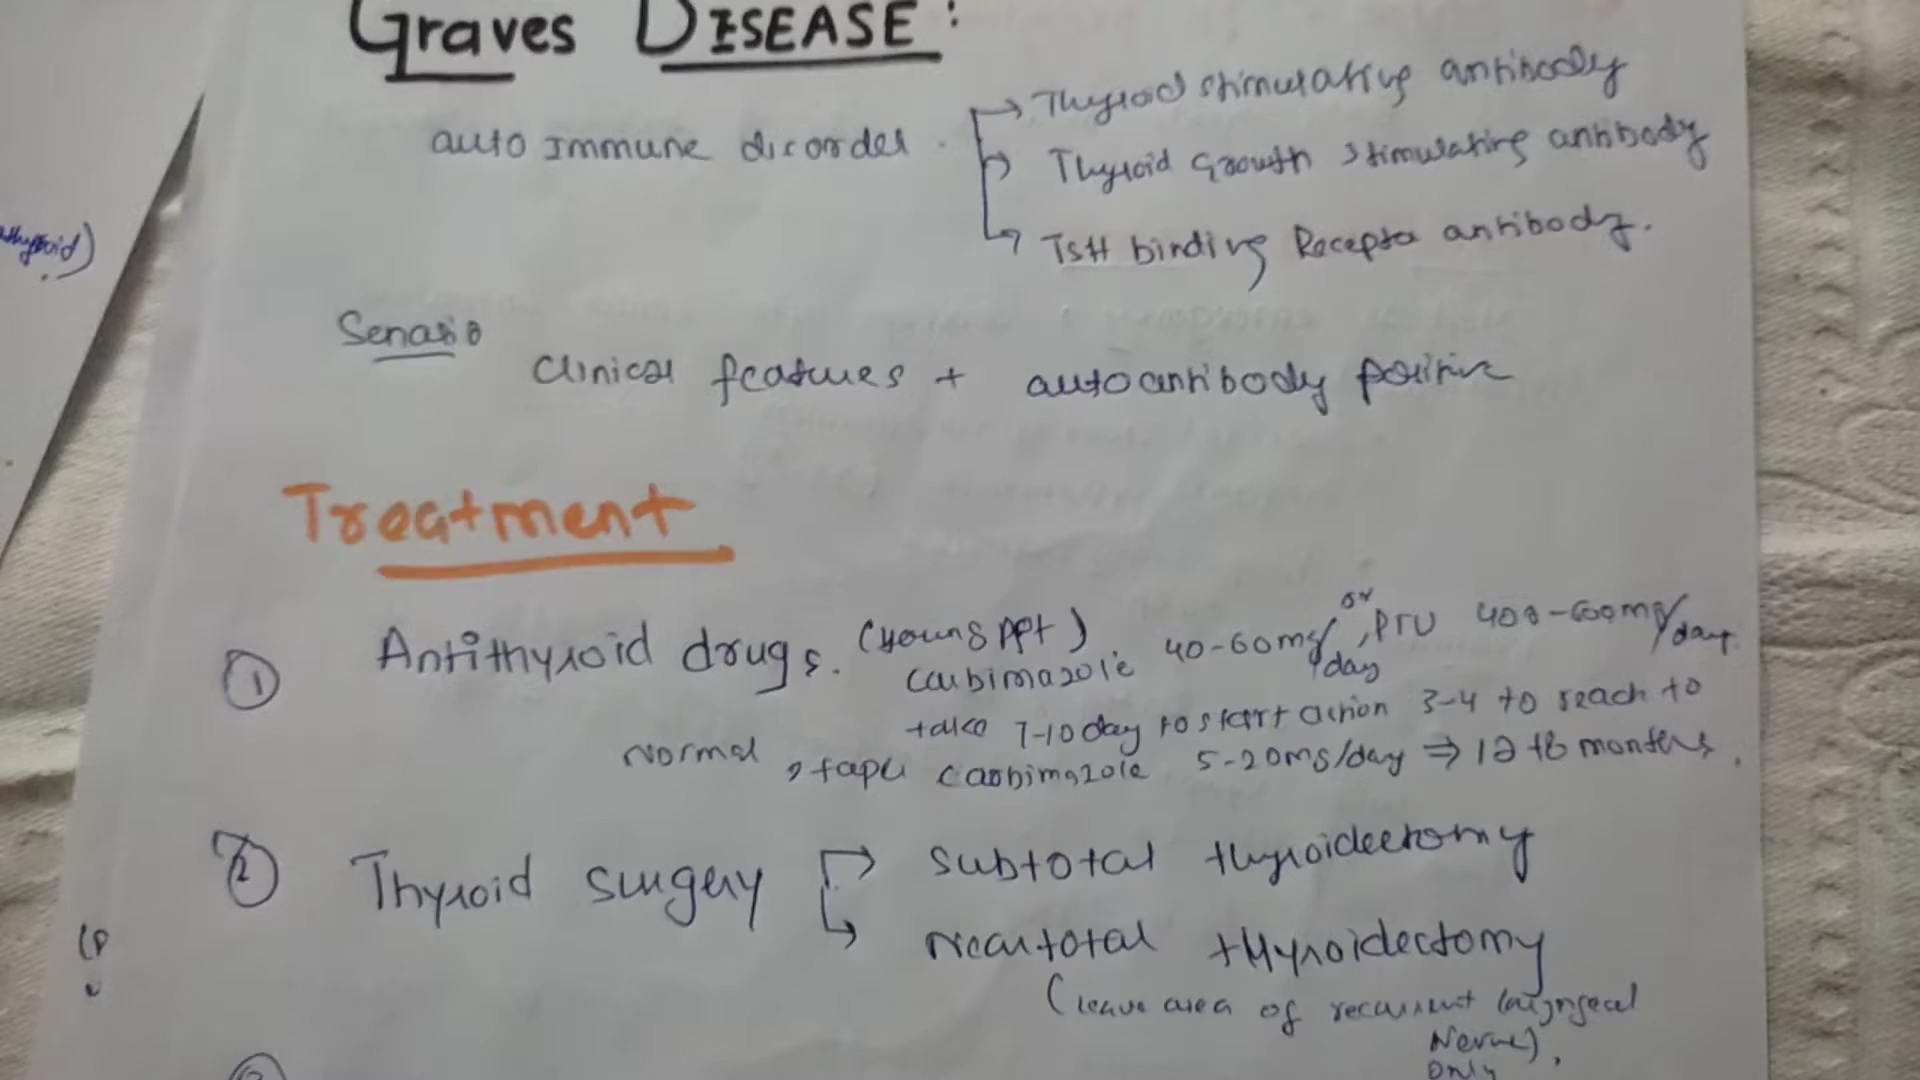 Graves DISEASE:
auto Immune disorder.
→ Thyroid stimulating antibody
→ Thyroid Growth stimulating antibody
→ TSH binding Receptor antibody.
Senario
Clinical features + autoantibody positive
Treatment
① Antithyroid drugs. (young ppt)
Carbimazole 40-60mg/day or, PTU 400-600mg/day.
take 7-10 day to start action 3-4 to reach to
normal, taper Carbimazole 5-20mg/day ⇒ 12 18 months.
② Thyroid surgery → subtotal thyroidectomy
→ neartotal tHyroidectomy
(leave area of recurrent laryngeal
Nerve),
only